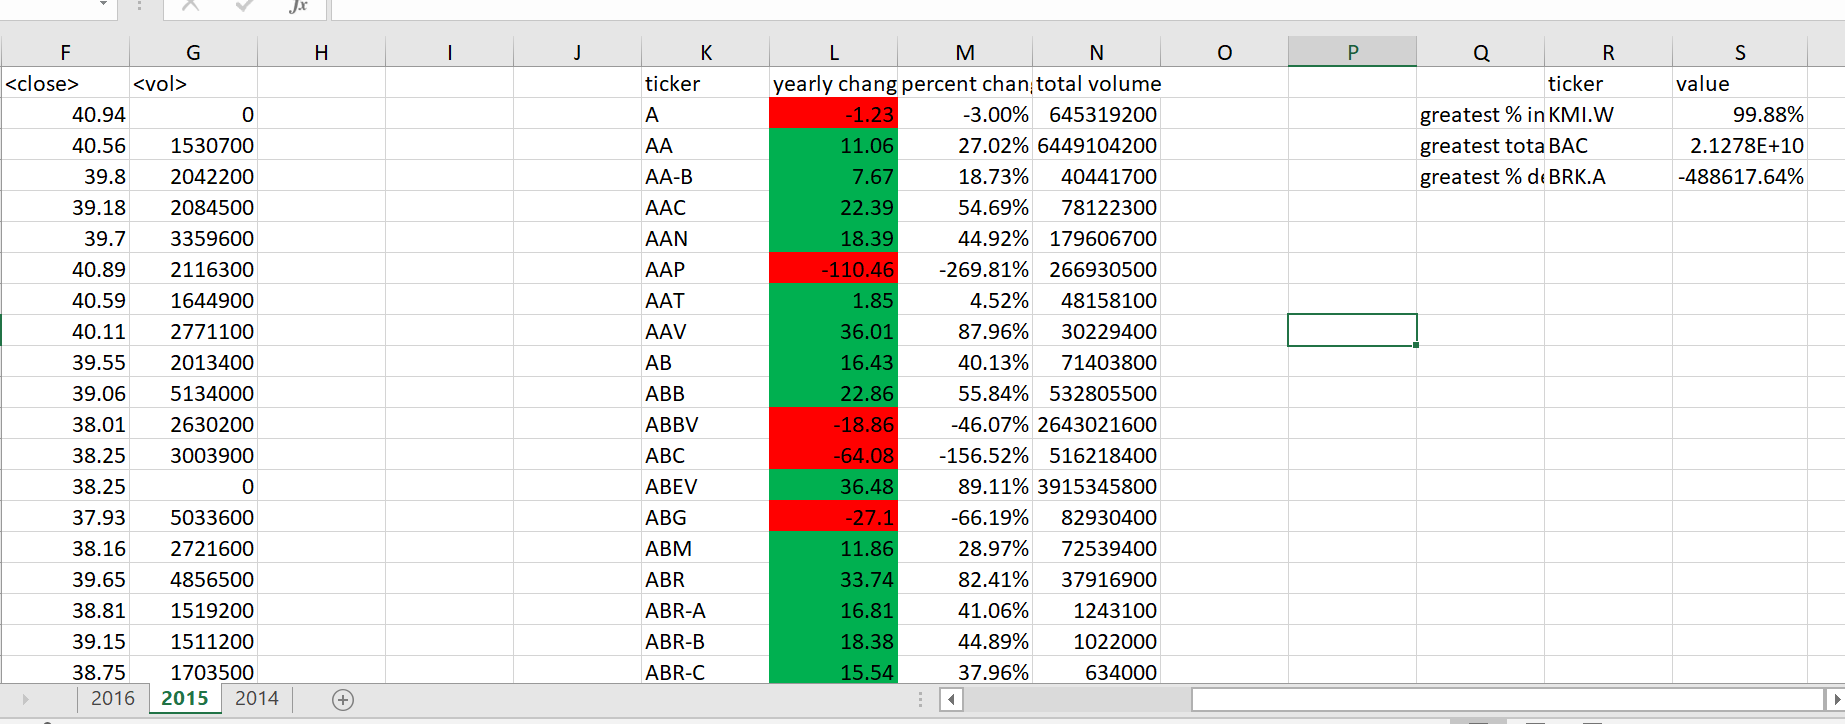 fx
F G H I J K L M N O P Q R S
<close> <vol> ticker yearly chang percent chan total volume ticker value
40.94 0 A -1.23 -3.00% 645319200 greatest % in KMI.W 99.88%
40.56 1530700 AA 11.06 27.02% 6449104200 greatest tota BAC 2.1278E+10
39.8 2042200 AA-B 7.67 18.73% 40441700 greatest % de BRK.A -488617.64%
39.18 2084500 AAC 22.39 54.69% 78122300
39.7 3359600 AAN 18.39 44.92% 179606700
40.89 2116300 AAP -110.46 -269.81% 266930500
40.59 1644900 AAT 1.85 4.52% 48158100
40.11 2771100 AAV 36.01 87.96% 30229400
39.55 2013400 AB 16.43 40.13% 71403800
39.06 5134000 ABB 22.86 55.84% 532805500
38.01 2630200 ABBV -18.86 -46.07% 2643021600
38.25 3003900 ABC -64.08 -156.52% 516218400
38.25 0 ABEV 36.48 89.11% 3915345800
37.93 5033600 ABG -27.1 -66.19% 82930400
38.16 2721600 ABM 11.86 28.97% 72539400
39.65 4856500 ABR 33.74 82.41% 37916900
38.81 1519200 ABR-A 16.81 41.06% 1243100
39.15 1511200 ABR-B 18.38 44.89% 1022000
38.75 1703500 ABR-C 15.54 37.96% 634000
2016 2015 2014